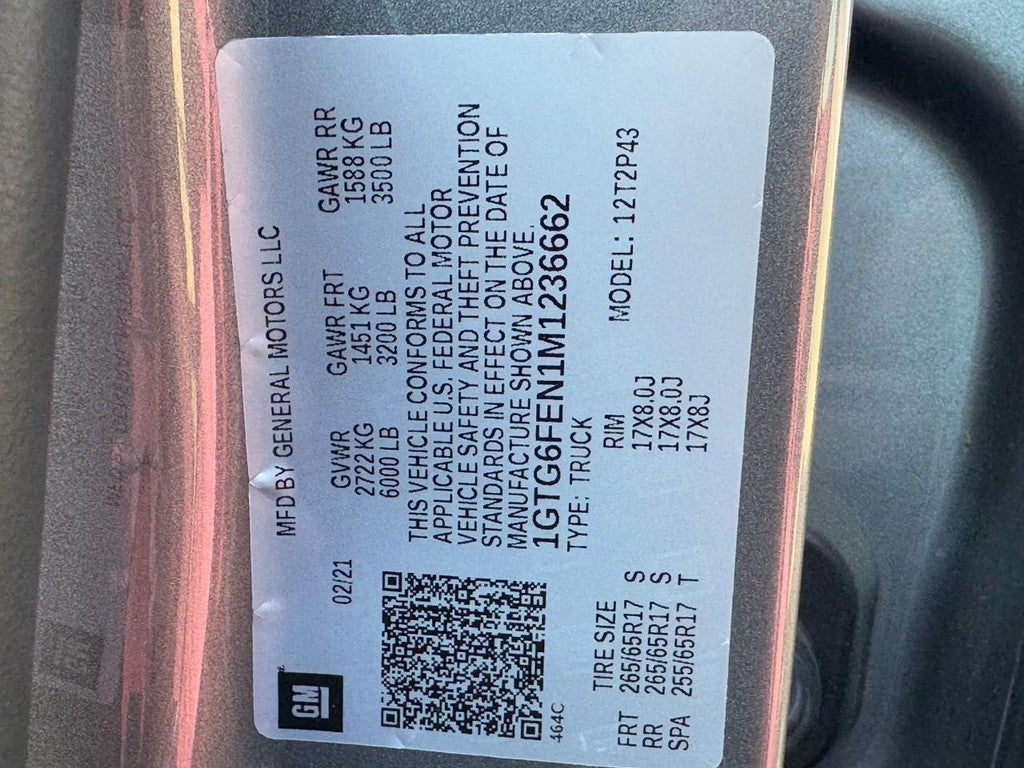 GM
MFD BY GENERAL MOTORS LLC
02/21
GVWR GAWR FRT GAWR RR
2722 KG 1451 KG 1588 KG
6000 LB 3200 LB 3500 LB
THIS VEHICLE CONFORMS TO ALL
APPLICABLE U.S. FEDERAL MOTOR
VEHICLE SAFETY AND THEFT PREVENTION
STANDARDS IN EFFECT ON THE DATE OF
MANUFACTURE SHOWN ABOVE.
1GTG6FEN1M1236662
464C
TYPE: TRUCK
TIRE SIZE RIM MODEL: 12T2P43
FRT 265/65R17 S 17X8.0J
RR 265/65R17 S 17X8.0J
SPA 255/65R17 T 17X8J